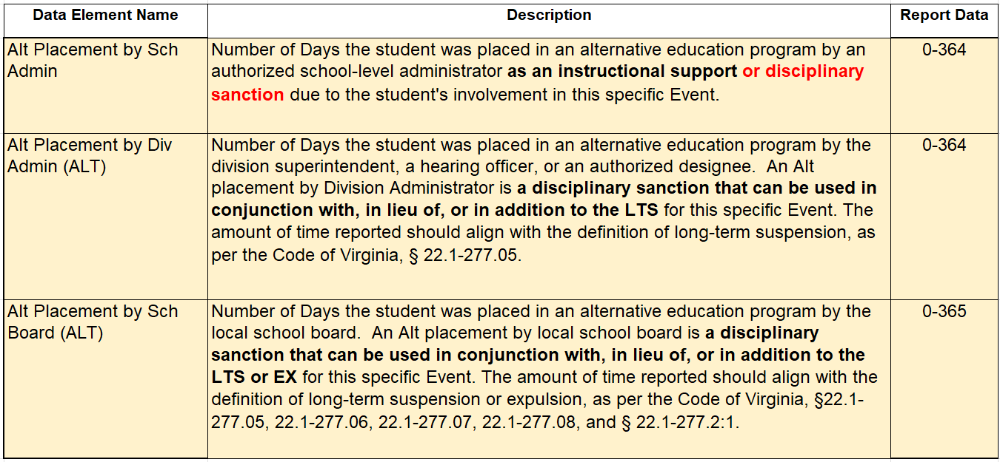 Data Element Name Description Report Data
Alt Placement by Sch
Admin
Number of Days the student was placed in an alternative education program by an
authorized school-level administrator as an instructional support or disciplinary
sanction due to the student's involvement in this specific Event.
0-364
Alt Placement by Div
Admin (ALT)
Number of Days the student was placed in an alternative education program by the
division superintendent, a hearing officer, or an authorized designee.  An Alt
placement by Division Administrator is a disciplinary sanction that can be used in
conjunction with, in lieu of, or in addition to the LTS for this specific Event. The
amount of time reported should align with the definition of long-term suspension, as
per the Code of Virginia, § 22.1-277.05.
0-364
Alt Placement by Sch
Board (ALT)
Number of Days the student was placed in an alternative education program by the
local school board.  An Alt placement by local school board is a disciplinary
sanction that can be used in conjunction with, in lieu of, or in addition to the
LTS or EX for this specific Event. The amount of time reported should align with the
definition of long-term suspension or expulsion, as per the Code of Virginia, §22.1-
277.05, 22.1-277.06, 22.1-277.07, 22.1-277.08, and § 22.1-277.2:1.
0-365